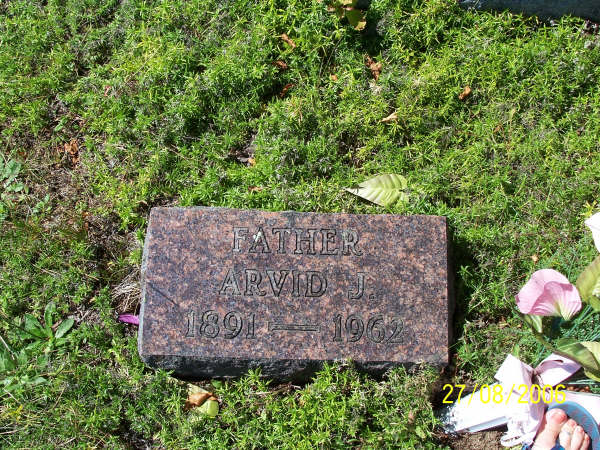 FATHER
ARVID J.
1891 — 1962
27/08/2006